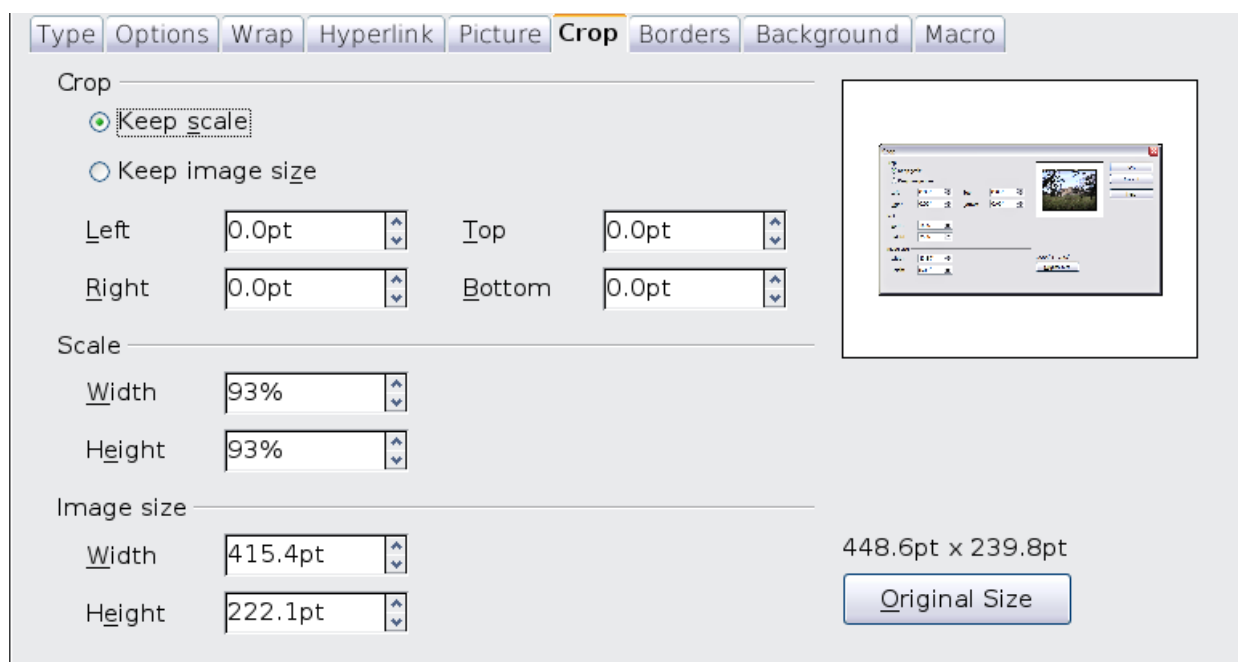 Type Options Wrap Hyperlink Picture Crop Borders Background Macro
Crop
Keep scale
Keep image size
Left 0.0pt Top 0.0pt
Right 0.0pt Bottom 0.0pt
Scale
Width 93%
Height 93%
Image size
Width 415.4pt
448.6pt x 239.8pt
Height 222.1pt
Original Size